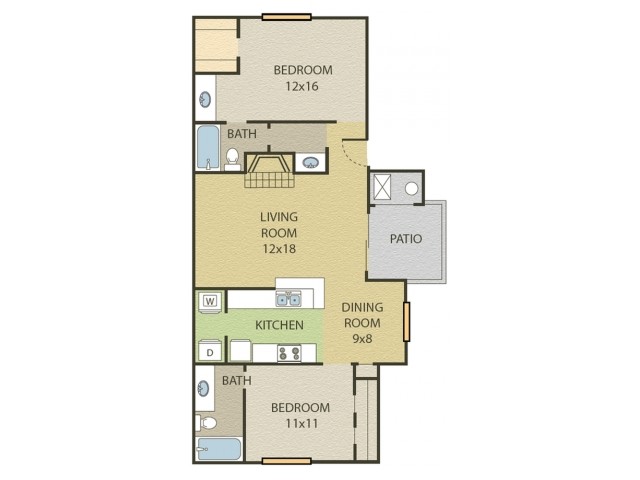 BEDROOM
12x16
BATH
LIVING
ROOM
12x18
PATIO
W
DINING
ROOM
9x8
KITCHEN
D
BATH
BEDROOM
11x11